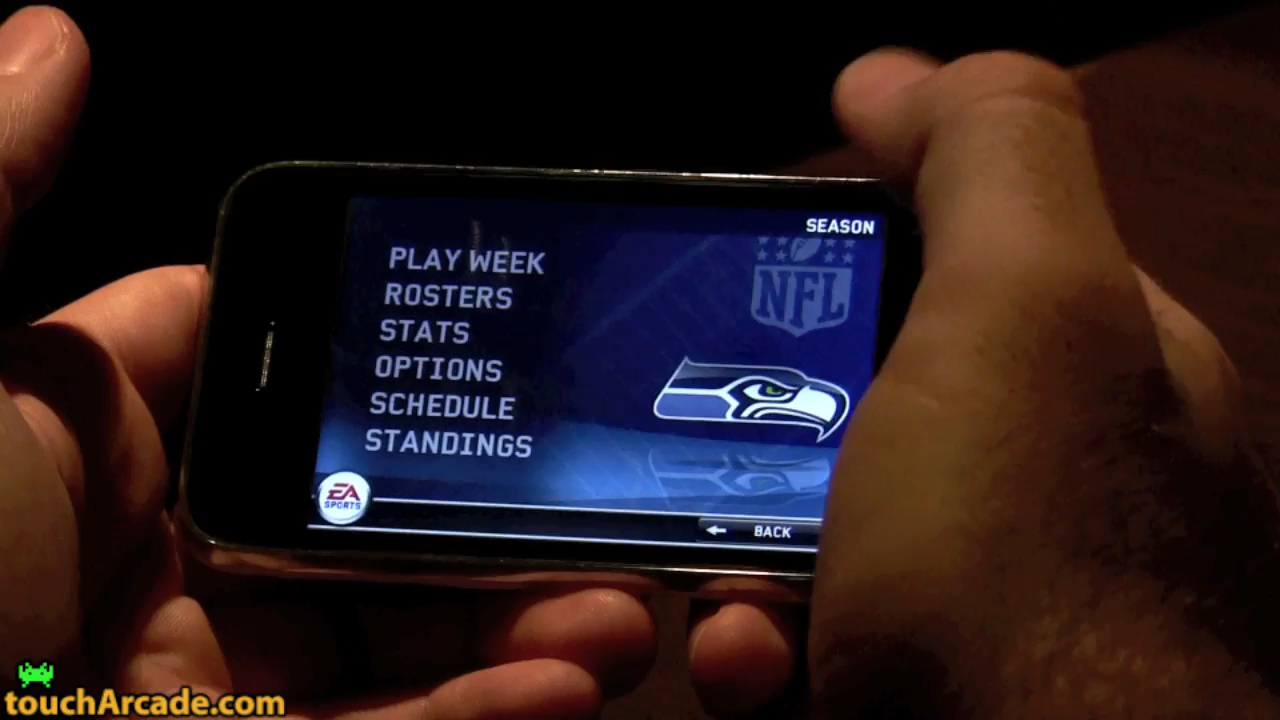 SEASON
NFL
PLAY WEEK
ROSTERS
STATS
OPTIONS
SCHEDULE
STANDINGS
EA
SPORTS
BACK
touchArcade.com